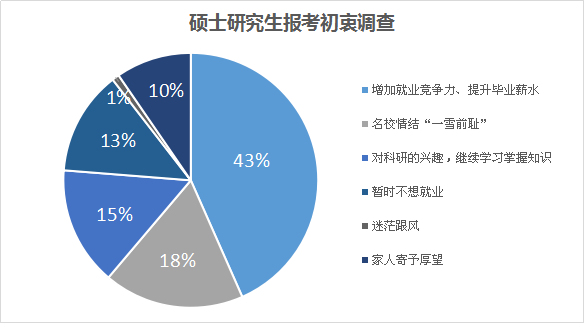 硕士研究生报考初衷调查
43%
18%
15%
13%
1%
10%
增加就业竞争力、提升毕业薪水
名校情结“一雪前耻”
对科研的兴趣，继续学习掌握知识
暂时不想就业
迷茫跟风
家人寄予厚望